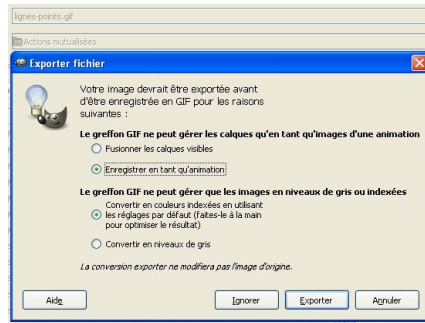 lignes-points.gif
Actions mutualisées
Exporter fichier
Votre image devrait être exportée avant
d'être enregistrée en GIF pour les raisons
suivantes :
Le greffon GIF ne peut gérer les calques qu'en tant qu'images d'une animation
Fusionner les calques visibles
Enregistrer en tant qu'animation
Le greffon GIF ne peut gérer que les images en niveaux de gris ou indexées
Convertir en couleurs indexées en utilisant
les réglages par défaut (faites-le à la main
pour optimiser le résultat)
Convertir en niveaux de gris
La conversion exporter ne modifiera pas l'image d'origine.
Aide Ignorer Exporter Annuler